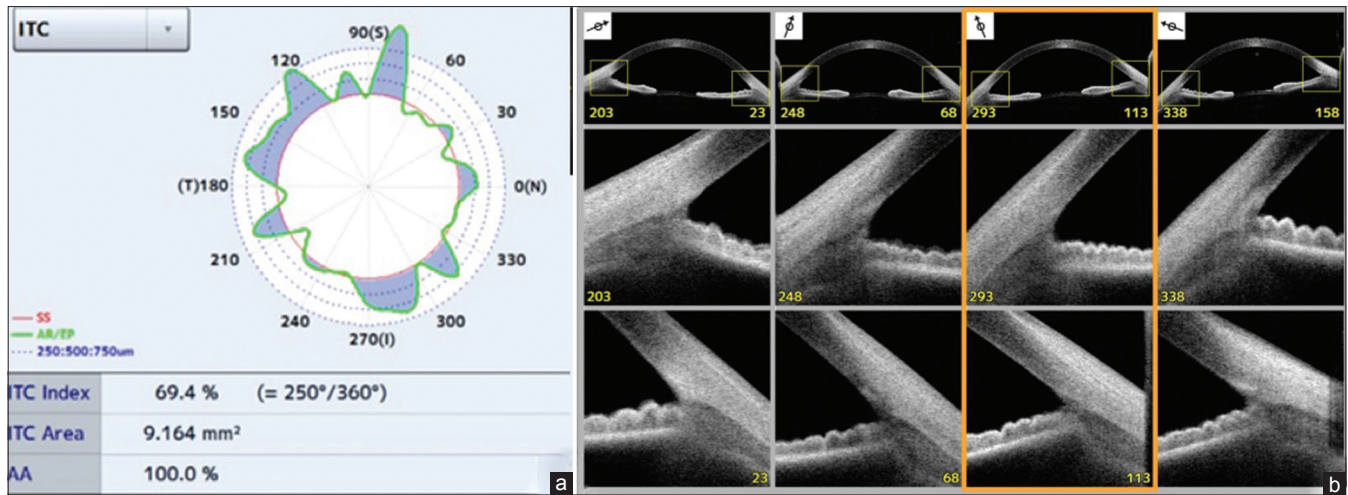 ITC
90(S)
120
60
150
30
(T)180
0(N)
210
330
240
300
270(I)
SS
AR/EP
250:500:750um
ITC Index 69.4 % (= 250°/360°)
ITC Area 9.164 mm²
AA 100.0 %
a
203 23
248 68
293 113
338 158
203
248
293
338
23
68
113
b